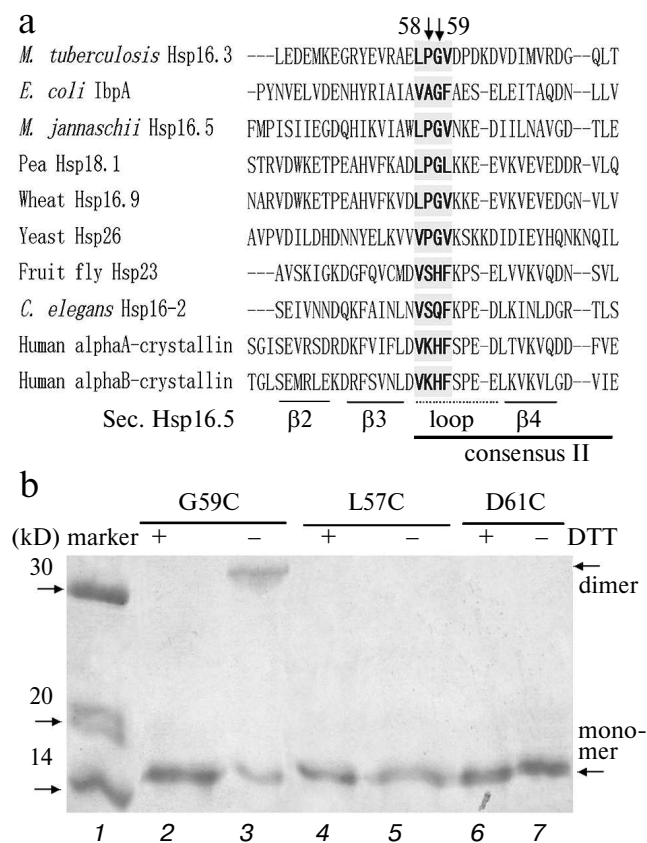 a
58 59
M. tuberculosis Hsp16.3 ---LEDEMKEGRYEVRAELPGVDPDKDVDIMVRDG--QLT
E. coli IbpA -PYNVELVDENHYRIAIAVAGFAES-ELEITAQDN--LLV
M. jannaschii Hsp16.5 FMPISIIEGDQHIKVIAWLPGVNKE-DIILNAVGD--TLE
Pea Hsp18.1 STRVDWKETPEAHVFKADLPGLKKE-EVKVEVEDDR-VLQ
Wheat Hsp16.9 NARVDWKETPEAHVFKVDLPGVKKE-EVKVEVEDGN-VLV
Yeast Hsp26 AVPVDILDHDNNYELKVVVPGVKSKKDIDIEYHQNKNQIL
Fruit fly Hsp23 ---AVSKIGKDGFQVCMDVSHFKPS-ELVVKVQDN--SVL
C. elegans Hsp16-2 ---SEIVNNDQKFAINLNVSQFKPE-DLKINLDGR--TLS
Human alphaA-crystallin SGISEVRSDRDKFVIFLDVKHFSPE-DLTVKVQDD--FVE
Human alphaB-crystallin TGLSEMRLEKDRFSVNLDVKHFSPE-ELKVKVLGD--VIE
Sec. Hsp16.5 β2 β3 loop β4
consensus II
b
G59C L57C D61C
(kD) marker + – + – + – DTT
30
dimer
20
mono-
mer
14
1 2 3 4 5 6 7